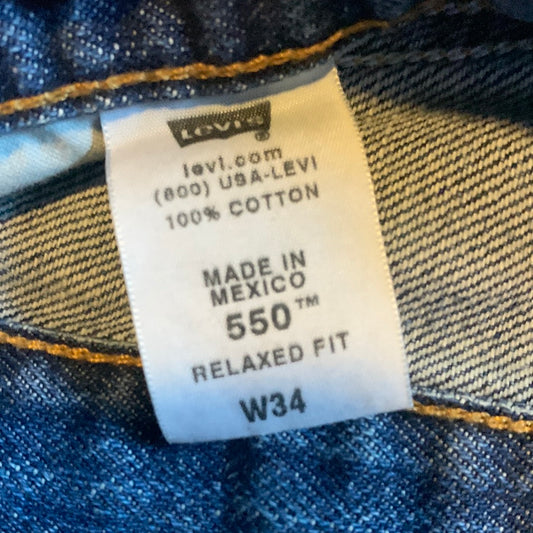 Levi's
levi.com
(800) USA-LEVI
100% COTTON
MADE IN
MEXICO
550™
RELAXED FIT
W34